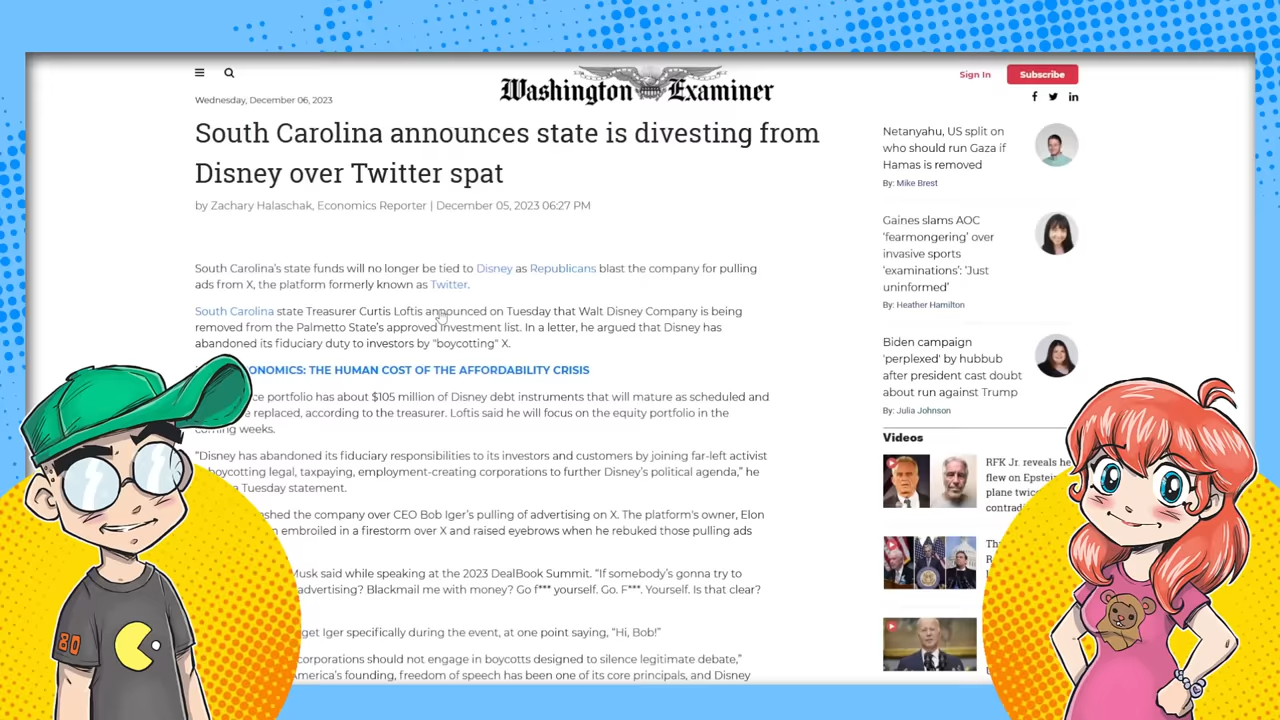 Washington Examiner
Sign In
Subscribe
Wednesday, December 06, 2023
South Carolina announces state is divesting from
Disney over Twitter spat
by Zachary Halaschak, Economics Reporter | December 05, 2023 06:27 PM
South Carolina's state funds will no longer be tied to Disney as Republicans blast the company for pulling
ads from X, the platform formerly known as Twitter.
South Carolina state Treasurer Curtis Loftis announced on Tuesday that Walt Disney Company is being
removed from the Palmetto State's approved investment list. In a letter, he argued that Disney has
abandoned its fiduciary duty to investors by "boycotting" X.
ONOMICS: THE HUMAN COST OF THE AFFORDABILITY CRISIS
ce portfolio has about $105 million of Disney debt instruments that will mature as scheduled and
replaced, according to the treasurer. Loftis said he will focus on the equity portfolio in the
coming weeks.
"Disney has abandoned its fiduciary responsibilities to its investors and customers by joining far-left activist
boycotting legal, taxpaying, employment-creating corporations to further Disney's political agenda," he
Tuesday statement.
shed the company over CEO Bob Iger's pulling of advertising on X. The platform's owner, Elon
embroiled in a firestorm over X and raised eyebrows when he rebuked those pulling ads
Musk said while speaking at the 2023 DealBook Summit. "If somebody's gonna try to
advertising? Blackmail me with money? Go f*** yourself. Go. F***. Yourself. Is that clear?
get Iger specifically during the event, at one point saying, "Hi, Bob!"
corporations should not engage in boycotts designed to silence legitimate debate,"
America's founding, freedom of speech has been one of its core principals, and Disney
Netanyahu, US split on
who should run Gaza if
Hamas is removed
By: Mike Brest
Gaines slams AOC
'fearmongering' over
invasive sports
'examinations': 'Just
uninformed'
By: Heather Hamilton
Biden campaign
'perplexed' by hubbub
after president cast doubt
about run against Trump
By: Julia Johnson
Videos
RFK Jr. reveals he
flew on Epstein
plane twice
contrad
80